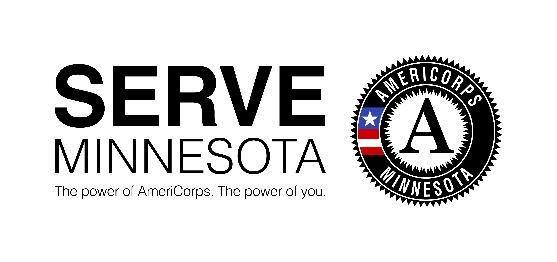 SERVE
MINNESOTA
The power of AmeriCorps. The power of you.
AMERICORPS
A
MINNESOTA